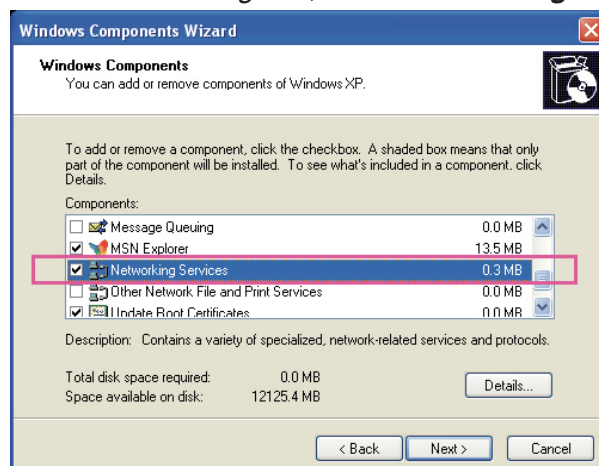 Windows Components Wizard
Windows Components
You can add or remove components of Windows XP.
To add or remove a component, click the checkbox. A shaded box means that only
part of the component will be installed. To see what's included in a component, click
Details.
Components:
Message Queuing 0.0 MB
MSN Explorer 13.5 MB
Networking Services 0.3 MB
Other Network File and Print Services 0.0 MB
Update Root Certificates 0.0 MB
Description: Contains a variety of specialized, network-related services and protocols.
Total disk space required: 0.0 MB
Space available on disk: 12125.4 MB
Details...
< Back Next > Cancel